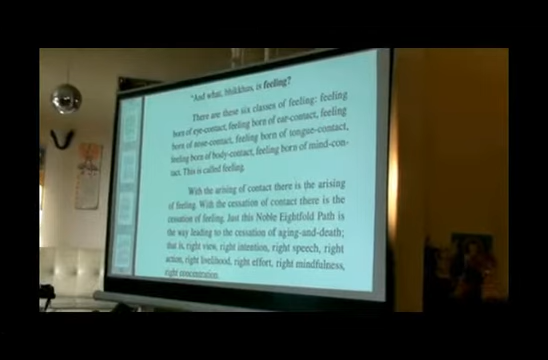 "And what, bhikkhus, is feeling?
There are these six classes of feeling: feeling
born of eye-contact, feeling born of ear-contact, feeling
born of nose-contact, feeling born of tongue-contact,
feeling born of body-contact, feeling born of mind-con-
tact. This is called feeling.
With the arising of contact there is the arising
of feeling. With the cessation of contact there is the
cessation of feeling. Just this Noble Eightfold Path is
the way leading to the cessation of aging-and-death;
that is, right view, right intention, right speech, right
action, right livelihood, right effort, right mindfulness,
right concentration.